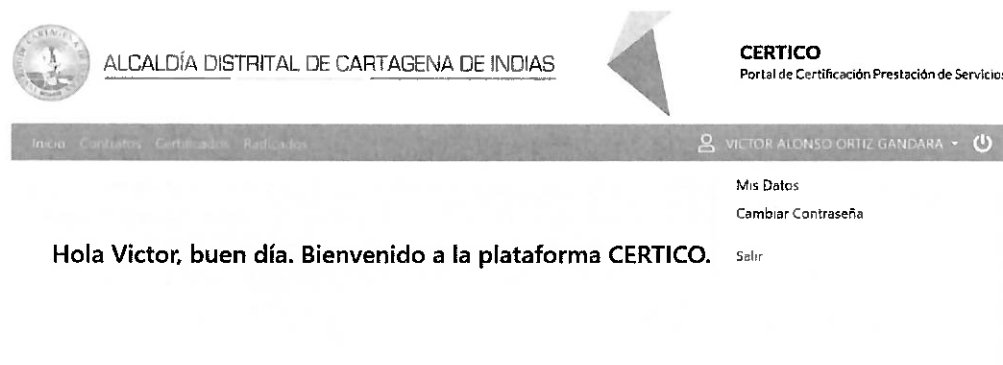 ALCALDÍA DISTRITAL DE CARTAGENA DE INDIAS
CERTICO
Portal de Certificación Prestación de Servicios
Inicio Contratos Certificados Radicados
VICTOR ALONSO ORTIZ GANDARA
Mis Datos
Cambiar Contraseña
Hola Victor, buen día. Bienvenido a la plataforma CERTICO.
Salir